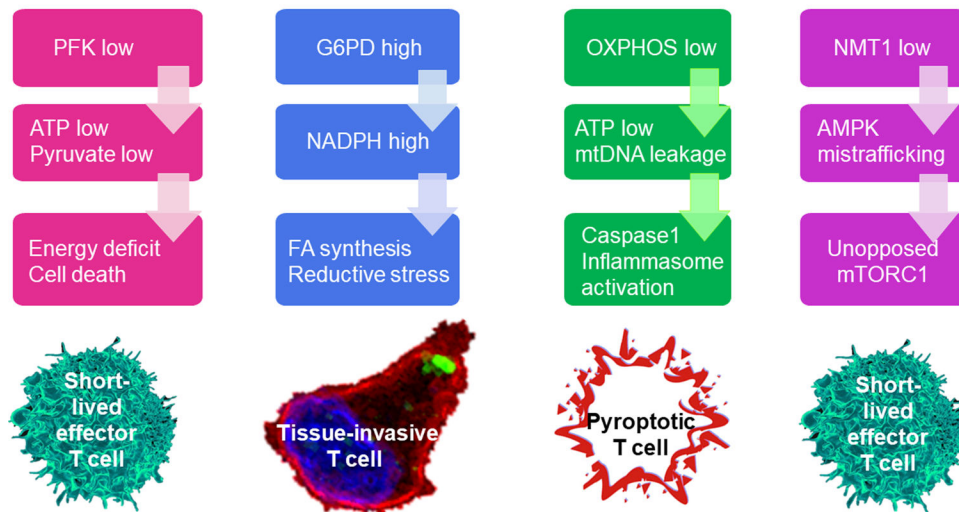 PFK low
ATP low
Pyruvate low
Energy deficit
Cell death
Short-
lived
effector
T cell
G6PD high
NADPH high
FA synthesis
Reductive stress
Tissue-invasive
T cell
OXPHOS low
ATP low
mtDNA leakage
Caspase1
Inflammasome
activation
Pyroptotic
T cell
NMT1 low
AMPK
mistrafficking
Unopposed
mTORC1
Short-
lived
effector
T cell